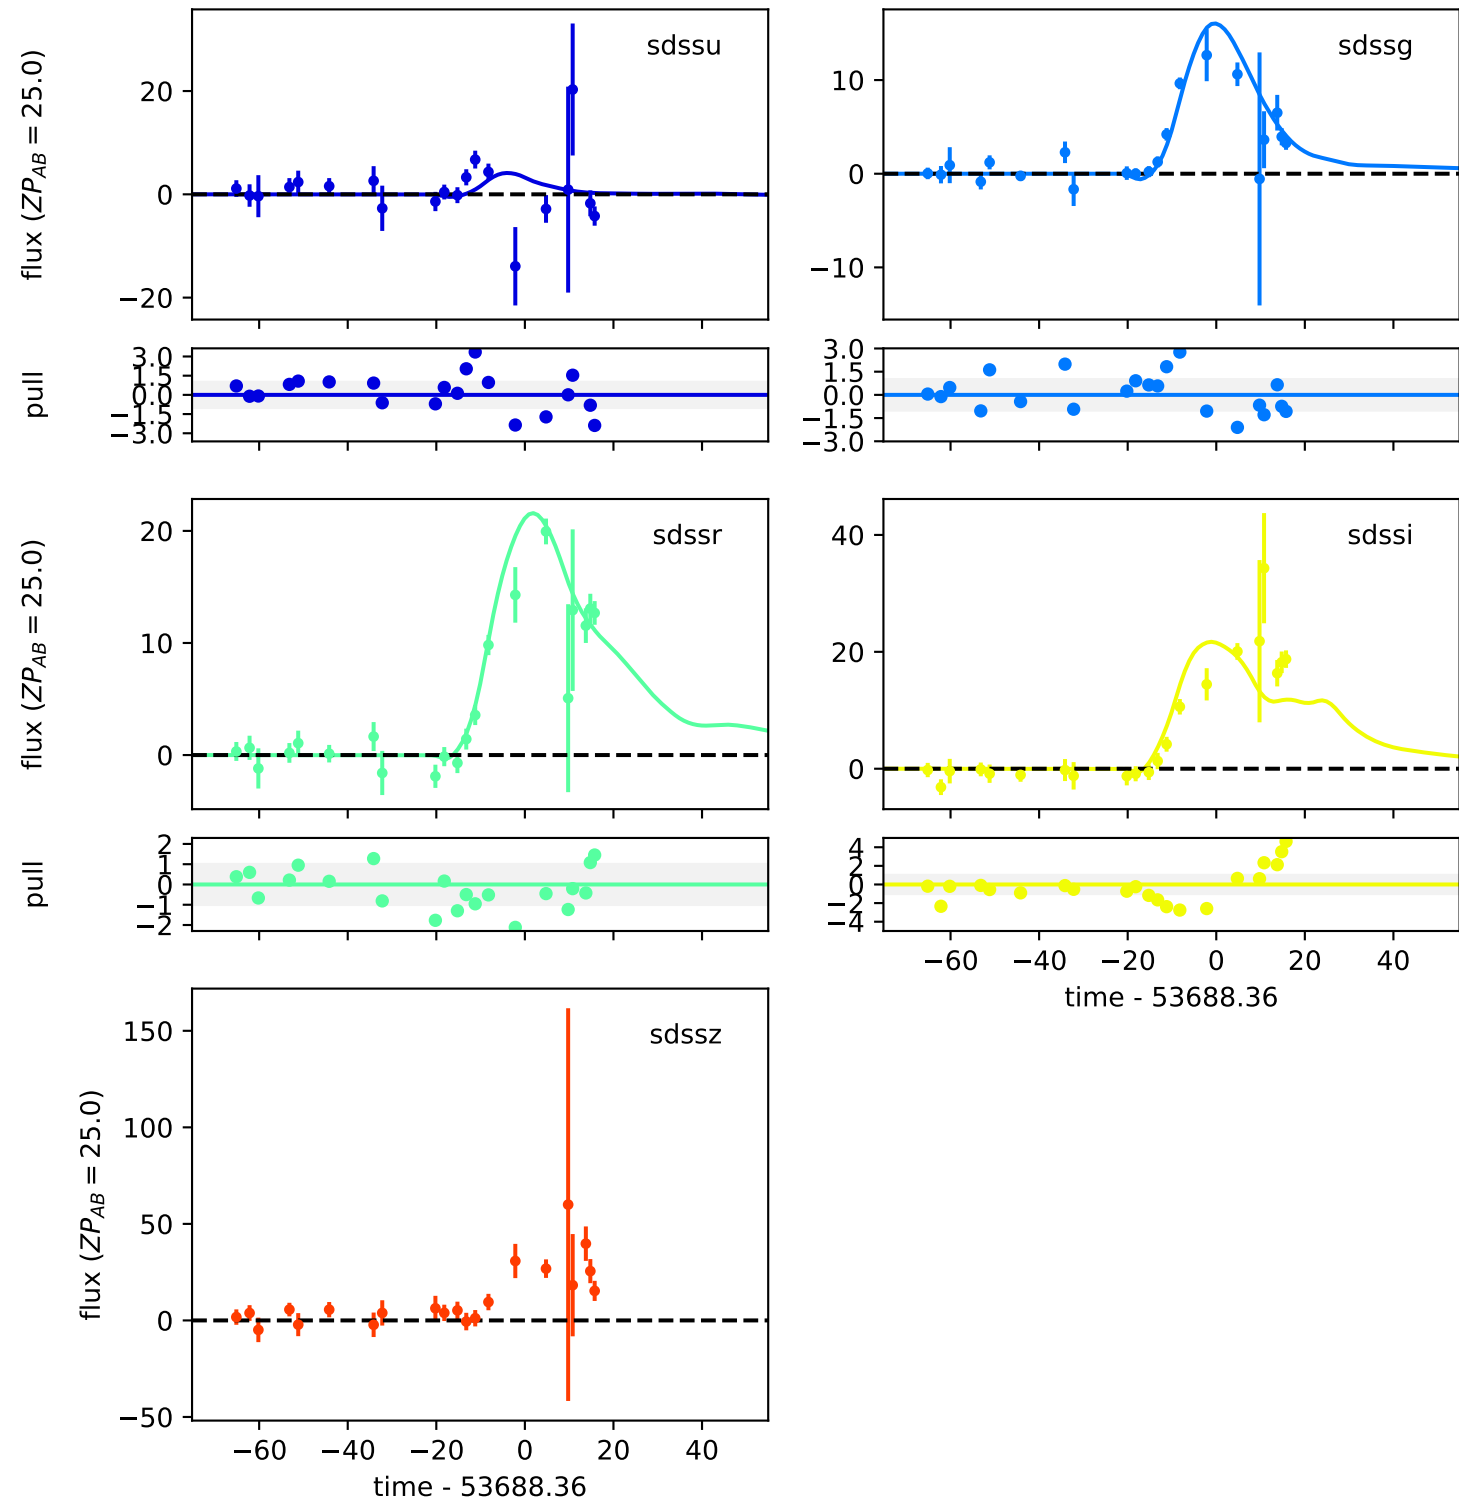 sdssu
flux (ZP_AB = 25.0)
20
0
−20
sdssg
10
0
−10
pull
3.0
1.5
0.0
−1.5
−3.0
3.0
1.5
0.0
−1.5
−3.0
sdssr
flux (ZP_AB = 25.0)
20
10
0
sdssi
40
20
0
pull
2
1
0
−1
−2
4
2
0
−2
−4
−60 −40 −20 0 20 40
time - 53688.36
sdssz
flux (ZP_AB = 25.0)
150
100
50
0
−50
−60 −40 −20 0 20 40
time - 53688.36